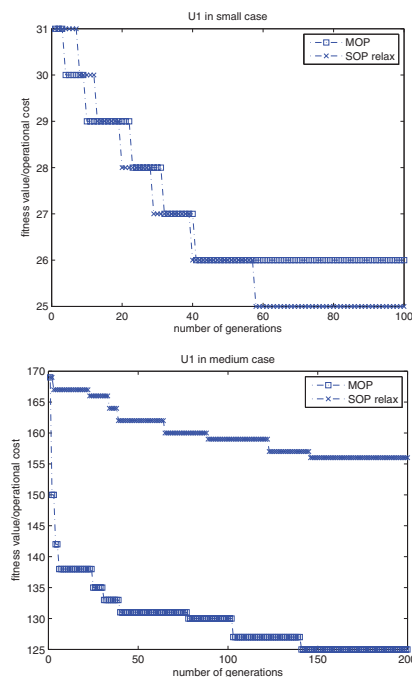 U1 in small case
31
30
29
28
27
26
25
MOP
SOP relax
fitness value/operational cost
0 20 40 60 80 100
number of generations
U1 in medium case
170
165
160
155
150
145
140
135
130
125
MOP
SOP relax
fitness value/operational cost
0 50 100 150 200
number of generations